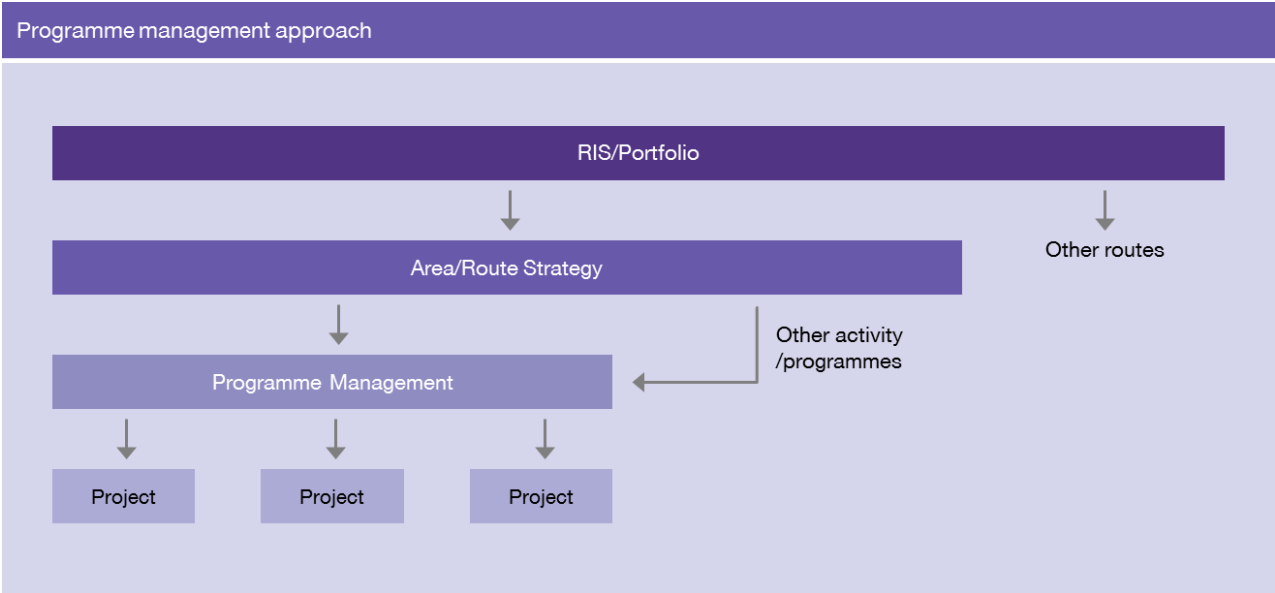 Programme management approach
RIS/Portfolio
Other routes
Area/Route Strategy
Other activity
/programmes
Programme Management
Project
Project
Project